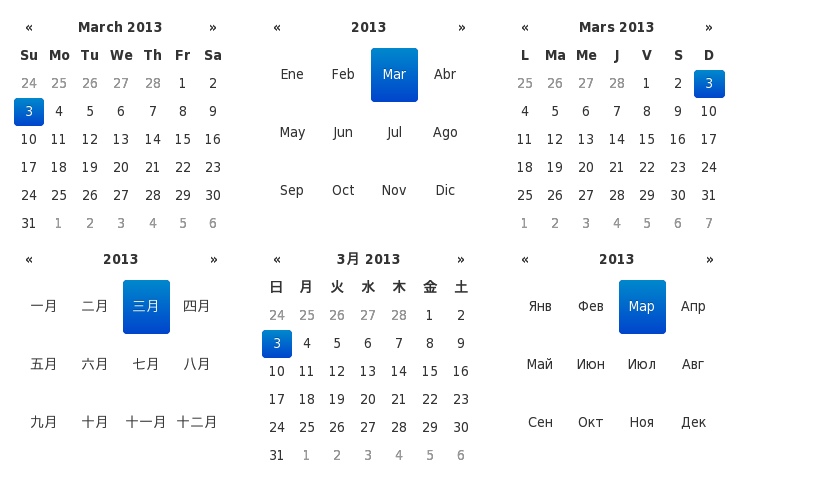 « March 2013 »
Su Mo Tu We Th Fr Sa
24 25 26 27 28 1 2
3 4 5 6 7 8 9
10 11 12 13 14 15 16
17 18 19 20 21 22 23
24 25 26 27 28 29 30
31 1 2 3 4 5 6
« 2013 »
Ene Feb Mar Abr
May Jun Jul Ago
Sep Oct Nov Dic
« Mars 2013 »
L Ma Me J V S D
25 26 27 28 1 2 3
4 5 6 7 8 9 10
11 12 13 14 15 16 17
18 19 20 21 22 23 24
25 26 27 28 29 30 31
1 2 3 4 5 6 7
« 2013 »
一月 二月 三月 四月
五月 六月 七月 八月
九月 十月 十一月 十二月
« 3月 2013 »
日 月 火 水 木 金 土
24 25 26 27 28 1 2
3 4 5 6 7 8 9
10 11 12 13 14 15 16
17 18 19 20 21 22 23
24 25 26 27 28 29 30
31 1 2 3 4 5 6
« 2013 »
Янв Фев Мар Апр
Май Июн Июл Авг
Сен Окт Ноя Дек